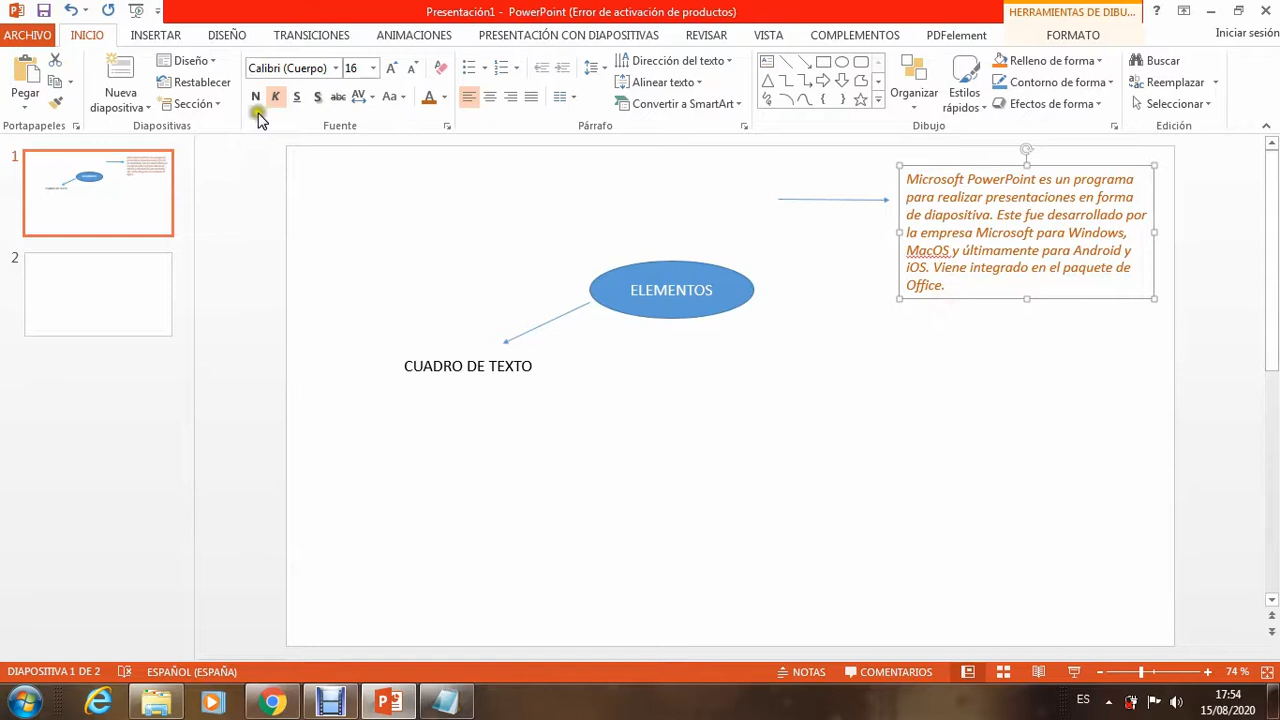 Presentación1 - PowerPoint (Error de activación de productos)
HERRAMIENTAS DE DIBU...
?
ARCHIVO INICIO INSERTAR DISEÑO TRANSICIONES ANIMACIONES PRESENTACIÓN CON DIAPOSITIVAS REVISAR VISTA COMPLEMENTOS PDFelement FORMATO Iniciar sesión
Pegar
Nueva diapositiva
Diseño
Restablecer
Sección
Calibri (Cuerpo) 16
N K S S abc AV Aa A
Dirección del texto
Alinear texto
Convertir a SmartArt
Organizar
Estilos rápidos
Relleno de forma
Contorno de forma
Efectos de forma
Buscar
Reemplazar
Seleccionar
Portapapeles Diapositivas Fuente Párrafo Dibujo Edición
1
2
Microsoft PowerPoint es un programa
para realizar presentaciones en forma
de diapositiva. Este fue desarrollado por
la empresa Microsoft para Windows,
MacOS y últimamente para Android y
iOS. Viene integrado en el paquete de
Office.
ELEMENTOS
CUADRO DE TEXTO
DIAPOSITIVA 1 DE 2 ESPAÑOL (ESPAÑA) NOTAS COMENTARIOS 74 %
ES 17:54
15/08/2020